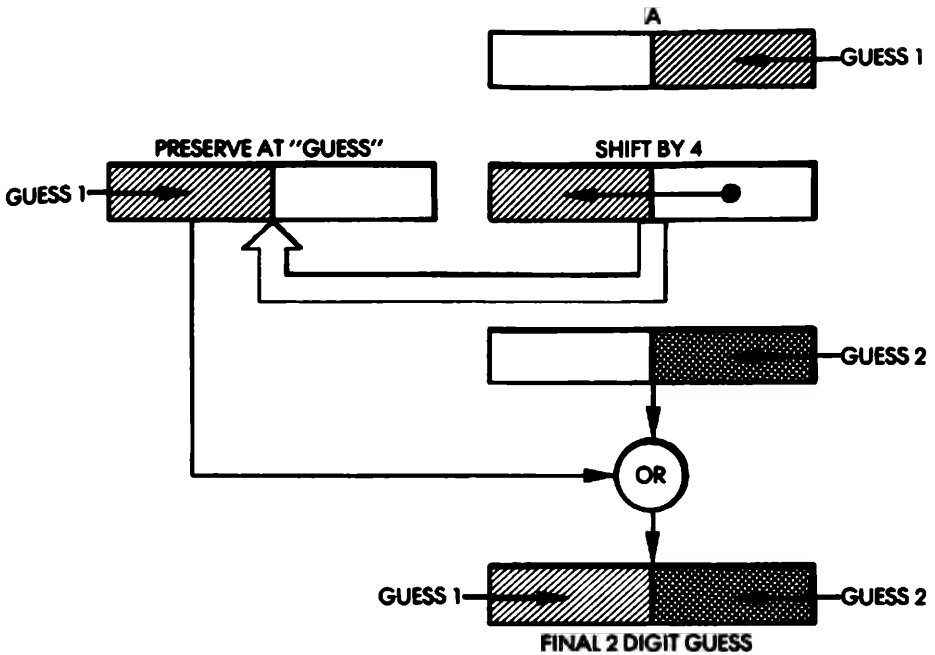 A
GUESS 1
PRESERVE AT "GUESS"
SHIFT BY 4
GUESS 1
GUESS 2
OR
GUESS 1
GUESS 2
FINAL 2 DIGIT GUESS